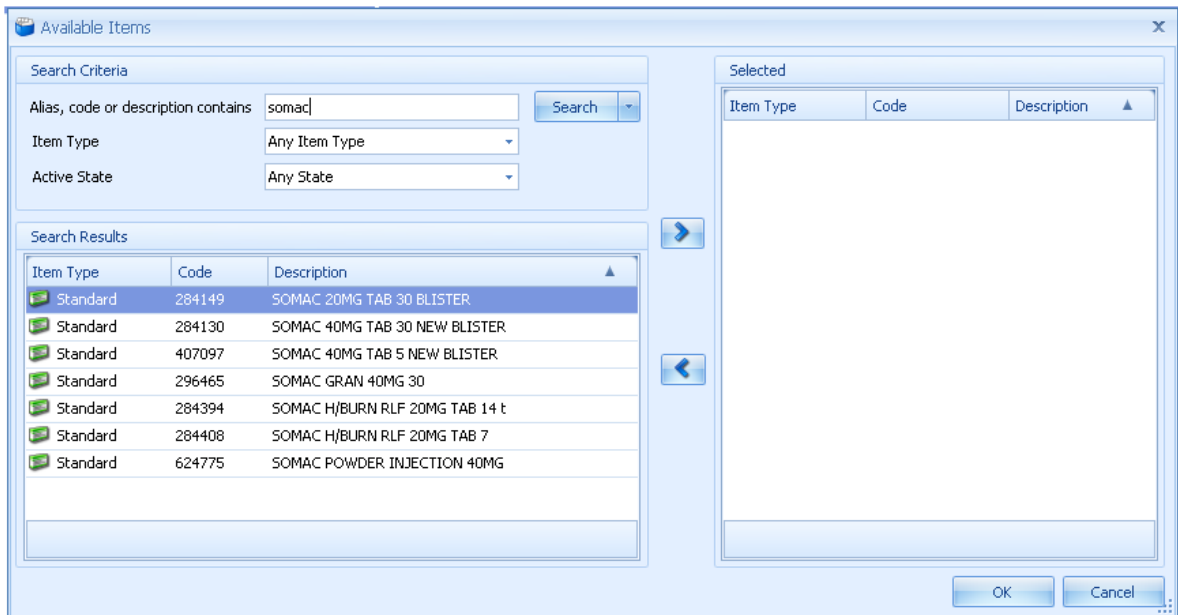 Available Items
Search Criteria
Alias, code or description contains somac Search
Item Type Any Item Type
Active State Any State
Search Results
Item Type Code Description
Standard 284149 SOMAC 20MG TAB 30 BLISTER
Standard 284130 SOMAC 40MG TAB 30 NEW BLISTER
Standard 407097 SOMAC 40MG TAB 5 NEW BLISTER
Standard 296465 SOMAC GRAN 40MG 30
Standard 284394 SOMAC H/BURN RLF 20MG TAB 14 t
Standard 284408 SOMAC H/BURN RLF 20MG TAB 7
Standard 624775 SOMAC POWDER INJECTION 40MG
Selected
Item Type Code Description
OK Cancel